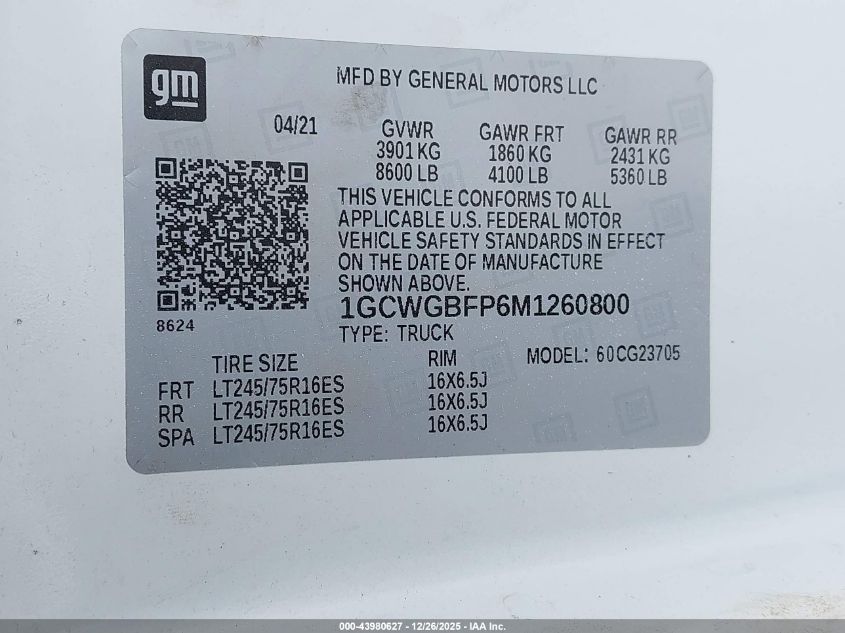 gm
MFD BY GENERAL MOTORS LLC
04/21
GVWR GAWR FRT GAWR RR
3901 KG 1860 KG 2431 KG
8600 LB 4100 LB 5360 LB
THIS VEHICLE CONFORMS TO ALL
APPLICABLE U.S. FEDERAL MOTOR
VEHICLE SAFETY STANDARDS IN EFFECT
ON THE DATE OF MANUFACTURE
SHOWN ABOVE.
8624
1GCWGBFP6M1260800
TYPE: TRUCK
TIRE SIZE RIM MODEL: 60CG23705
FRT LT245/75R16ES 16X6.5J
RR LT245/75R16ES 16X6.5J
SPA LT245/75R16ES 16X6.5J
000-43980627 - 12/26/2025 - IAA Inc.